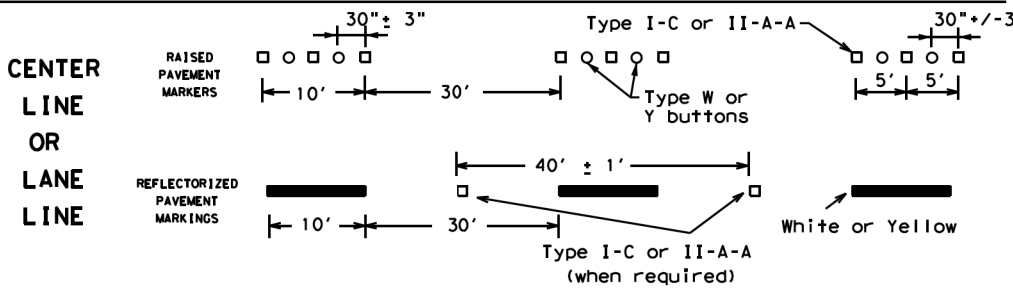 30"± 3"
Type I-C or II-A-A
30"+/-3
CENTER
LINE
OR
LANE
LINE
RAISED
PAVEMENT
MARKERS
10'
30'
Type W or
Y buttons
5'
5'
40' ± 1'
REFLECTORIZED
PAVEMENT
MARKINGS
10'
30'
Type I-C or II-A-A
(when required)
White or Yellow